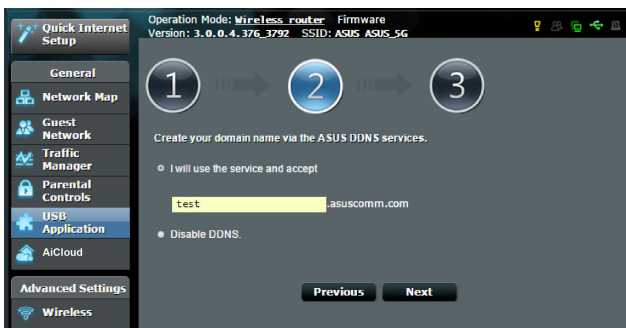 Quick Internet
Setup
Operation Mode: Wireless router Firmware
Version: 3.0.0.4.376_3792 SSID: ASUS ASUS_5G
General
Network Map
Guest
Network
Traffic
Manager
Parental
Controls
USB
Application
AiCloud
Advanced Settings
Wireless
1
2
3
Create your domain name via the ASUS DDNS services.
I will use the service and accept
test .asuscomm.com
Disable DDNS.
Previous Next